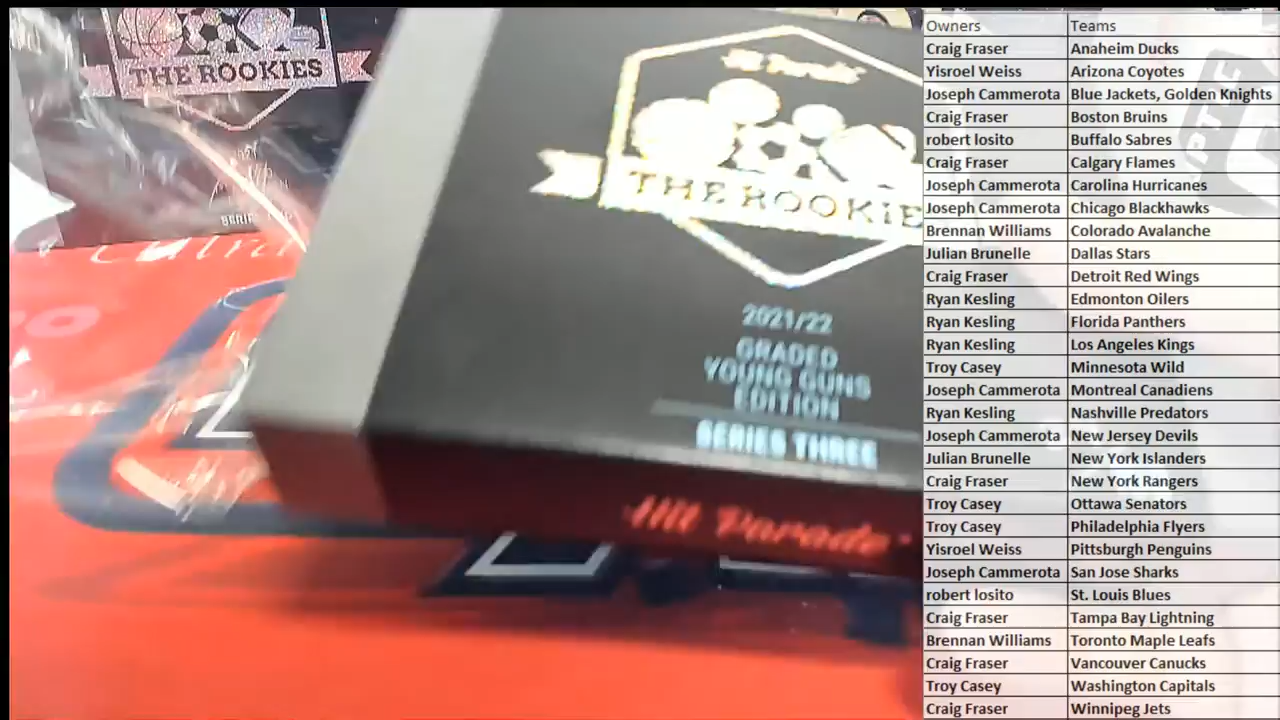 THE ROOKIES
Hit Parade
THE ROOKIE
2021/22
GRADED
YOUNG GUNS
EDITION
SERIES THREE
Hit Parade
Owners Teams
Craig Fraser Anaheim Ducks
Yisroel Weiss Arizona Coyotes
Joseph Cammerota Blue Jackets, Golden Knights
Craig Fraser Boston Bruins
robert losito Buffalo Sabres
Craig Fraser Calgary Flames
Joseph Cammerota Carolina Hurricanes
Joseph Cammerota Chicago Blackhawks
Brennan Williams Colorado Avalanche
Julian Brunelle Dallas Stars
Craig Fraser Detroit Red Wings
Ryan Kesling Edmonton Oilers
Ryan Kesling Florida Panthers
Ryan Kesling Los Angeles Kings
Troy Casey Minnesota Wild
Joseph Cammerota Montreal Canadiens
Ryan Kesling Nashville Predators
Joseph Cammerota New Jersey Devils
Julian Brunelle New York Islanders
Craig Fraser New York Rangers
Troy Casey Ottawa Senators
Troy Casey Philadelphia Flyers
Yisroel Weiss Pittsburgh Penguins
Joseph Cammerota San Jose Sharks
robert losito St. Louis Blues
Craig Fraser Tampa Bay Lightning
Brennan Williams Toronto Maple Leafs
Craig Fraser Vancouver Canucks
Troy Casey Washington Capitals
Craig Fraser Winnipeg Jets